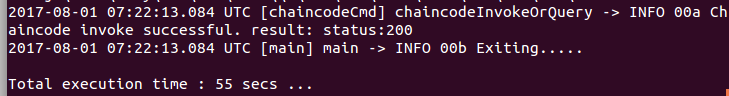 2017-08-01 07:22:13.084 UTC [chaincodeCmd] chaincodeInvokeOrQuery -> INFO 00a Ch
aincode invoke successful. result: status:200
2017-08-01 07:22:13.084 UTC [main] main -> INFO 00b Exiting.....
Total execution time : 55 secs ...